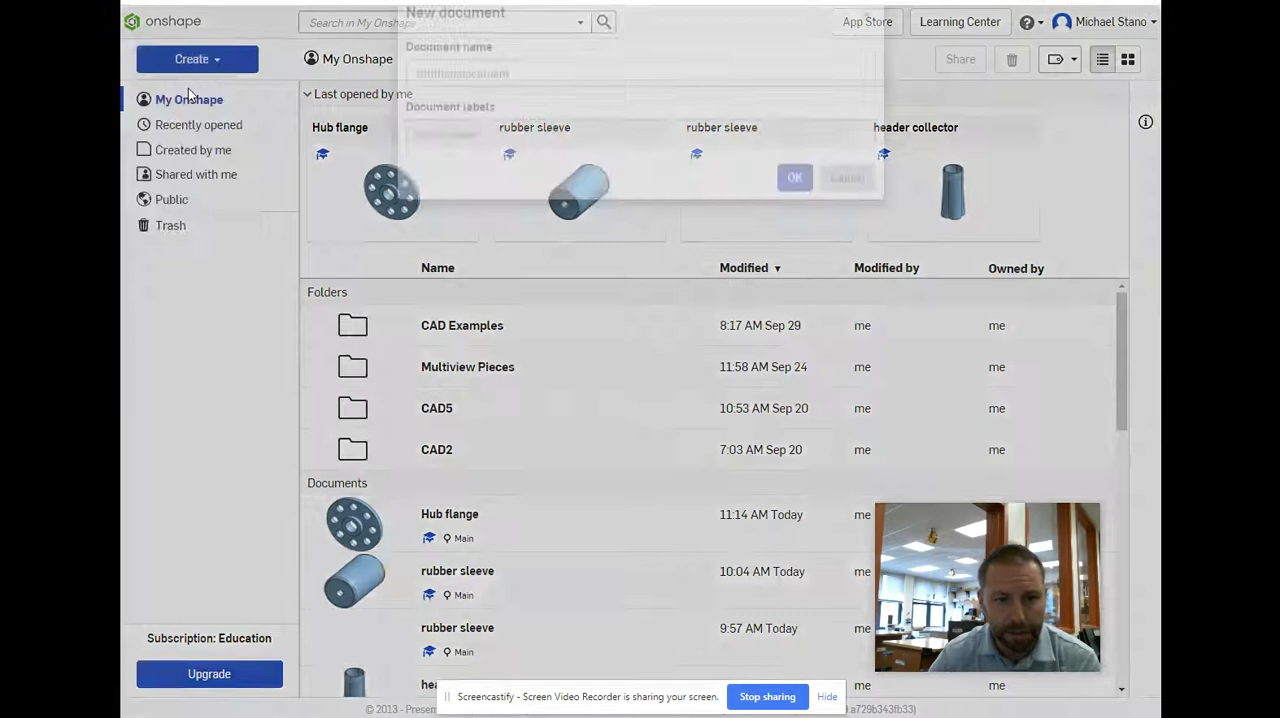 onshape
Search in My Onshape
App Store
Learning Center
Michael Stano
New document
Create
My Onshape
Document name
Share
My Onshape
Recently opened
Created by me
Shared with me
Public
Trash
Last opened by me
Document labels
Hub flange
rubber sleeve
rubber sleeve
header collector
OK
Cancel
Name
Modified
Modified by
Owned by
Folders
CAD Examples
8:17 AM Sep 29
me
me
Multiview Pieces
11:58 AM Sep 24
me
me
CAD5
10:53 AM Sep 20
me
me
CAD2
7:03 AM Sep 20
me
me
Documents
Hub flange
11:14 AM Today
me
Main
rubber sleeve
10:04 AM Today
me
Main
rubber sleeve
9:57 AM Today
me
Main
me
me
Subscription: Education
Upgrade
Screencastify - Screen Video Recorder is sharing your screen.
Stop sharing
Hide
© 2013 - Presen
.a729b343fb33)